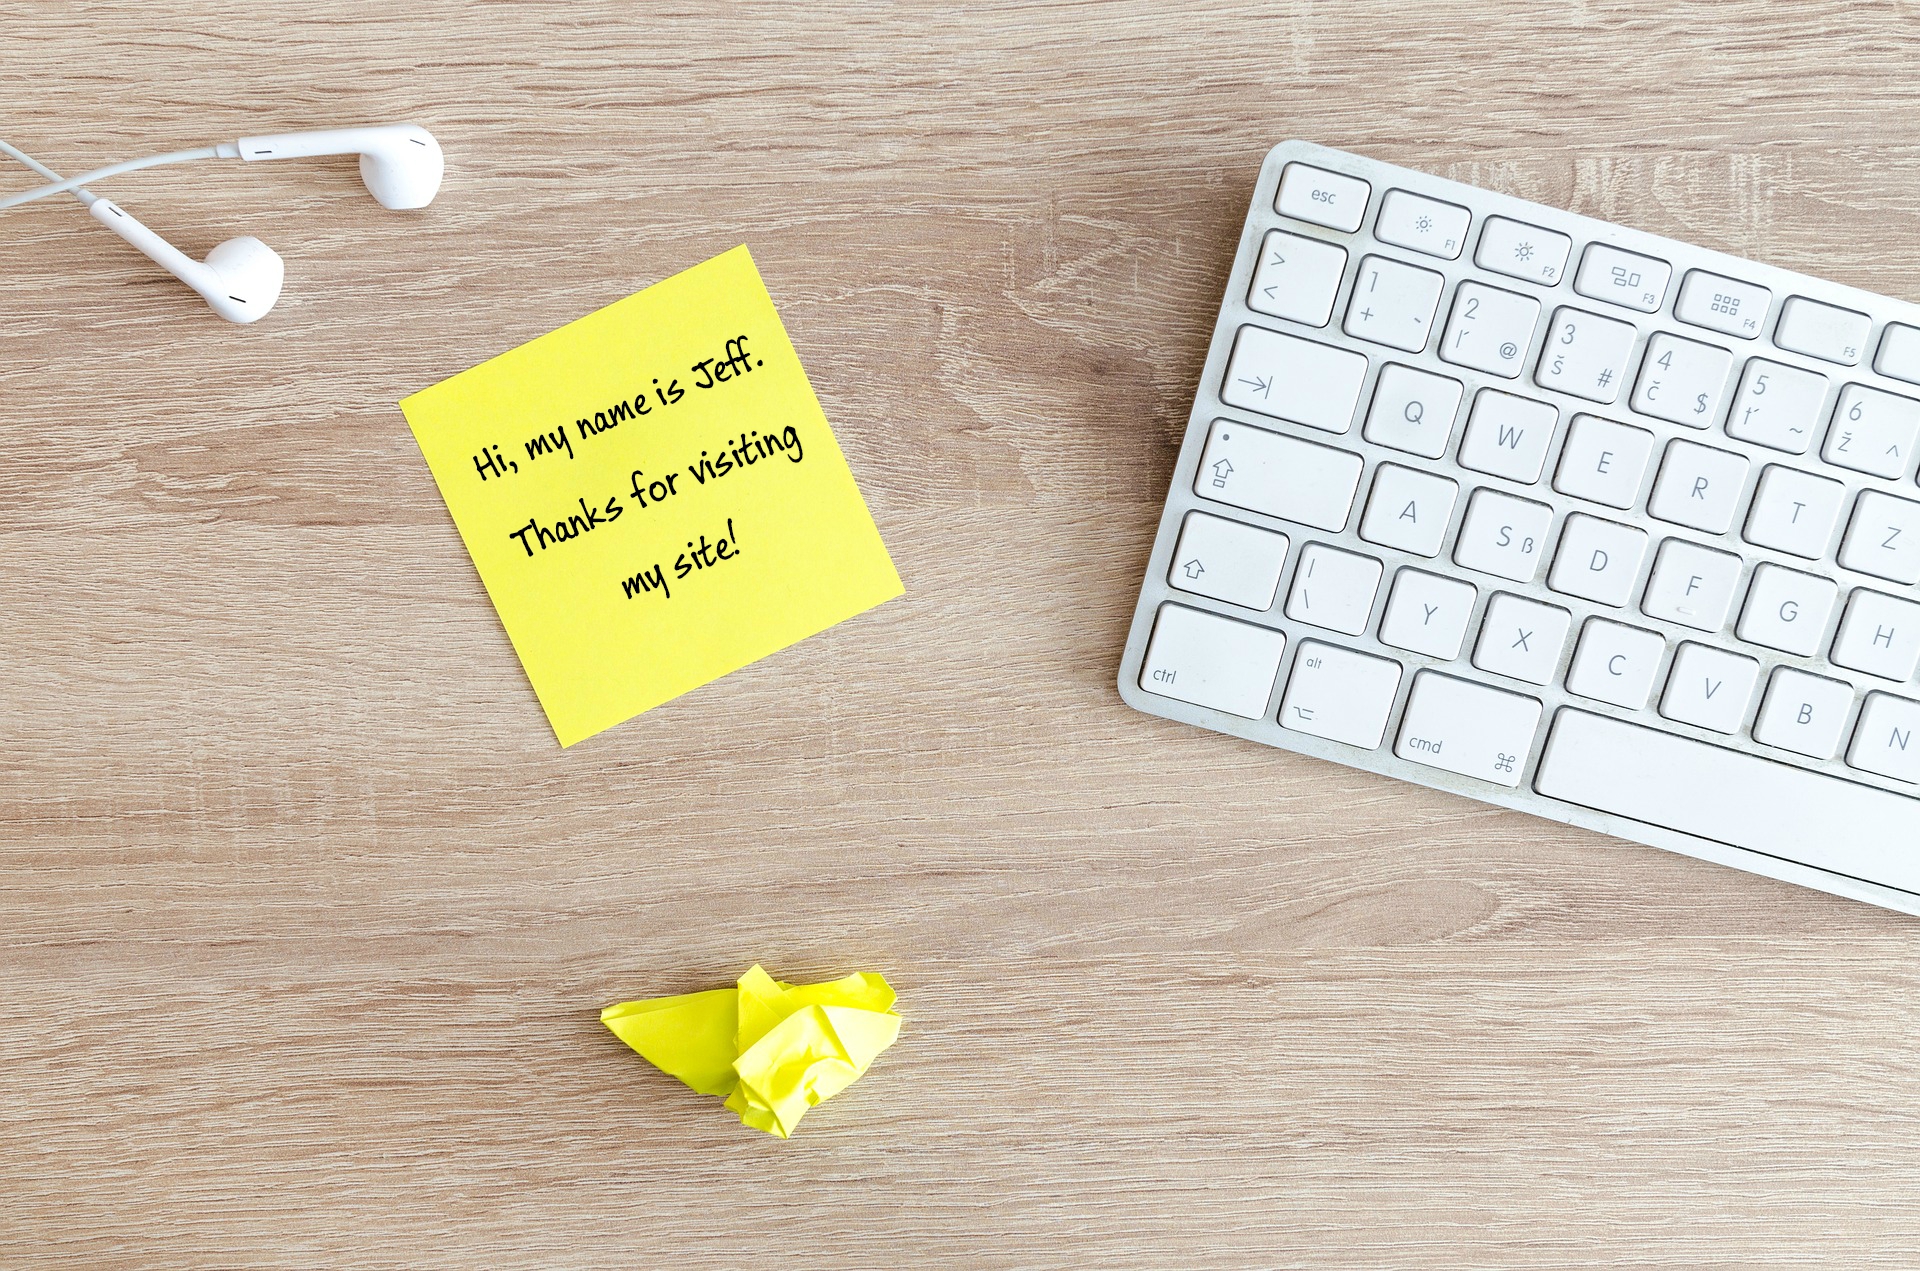 Hi, my name is Jeff.
Thanks for visiting
my site!
esc
F1
F2
F3
F4
F5
> 1 2 3 4 5 6
< + - ľ @ š # č $ ť ~ ž ^
Q W E R T Z
A S ß D F G H
| \ Y X C V B N
ctrl alt cmd ⌘